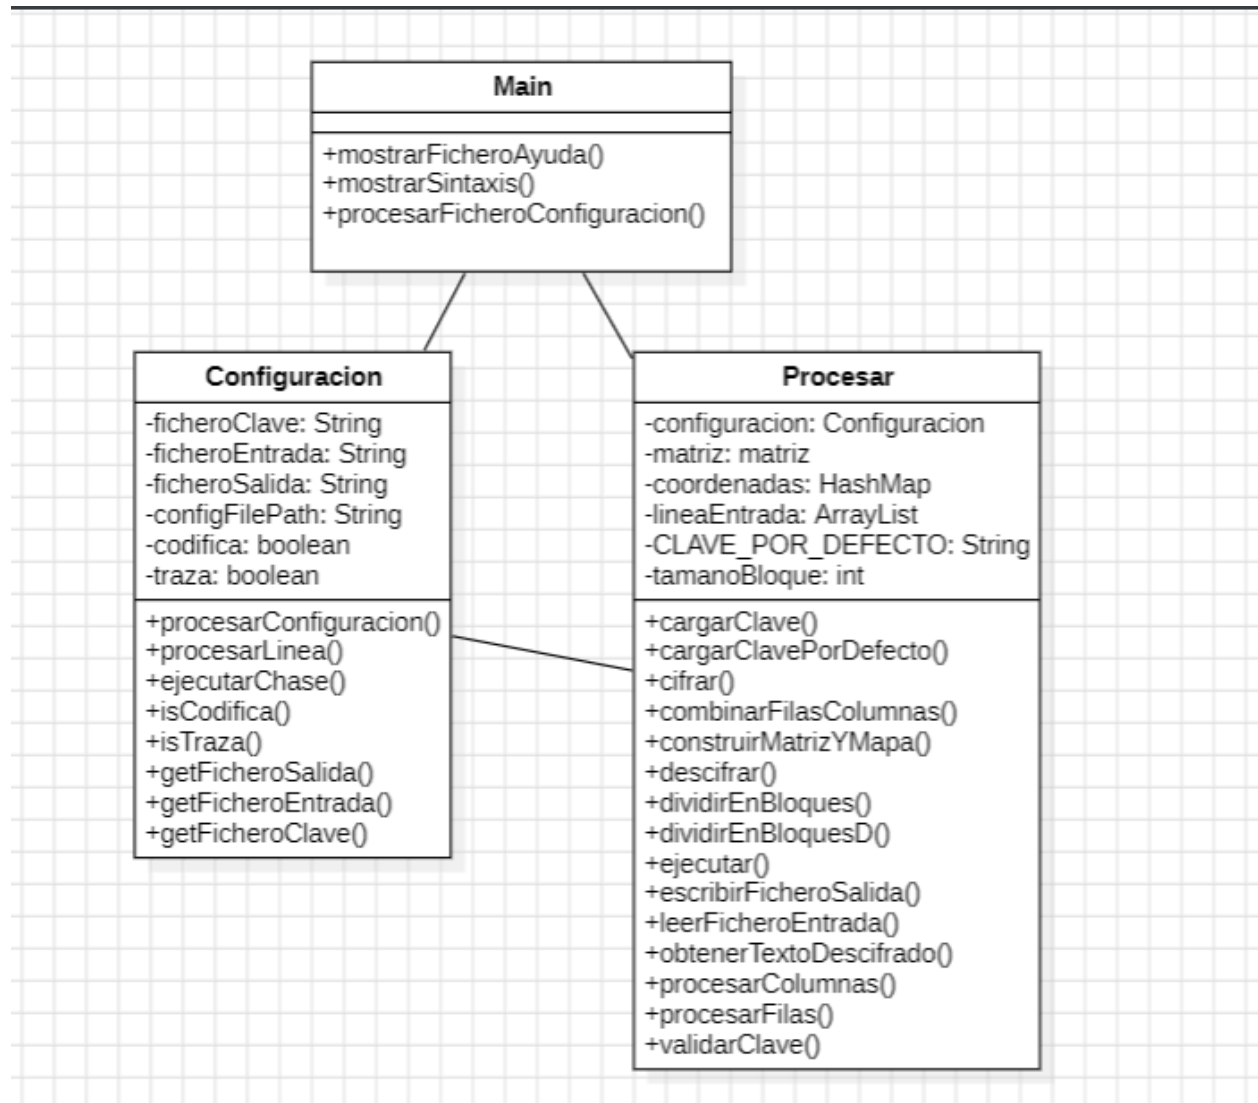 Main
+mostrarFicheroAyuda()
+mostrarSintaxis()
+procesarFicheroConfiguracion()
Configuracion
-ficheroClave: String
-ficheroEntrada: String
-ficheroSalida: String
-configFilePath: String
-codifica: boolean
-traza: boolean
+procesarConfiguracion()
+procesarLinea()
+ejecutarChase()
+isCodifica()
+isTraza()
+getFicheroSalida()
+getFicheroEntrada()
+getFicheroClave()
Procesar
-configuracion: Configuracion
-matriz: matriz
-coordenadas: HashMap
-lineaEntrada: ArrayList
-CLAVE_POR_DEFECTO: String
-tamanoBloque: int
+cargarClave()
+cargarClavePorDefecto()
+cifrar()
+combinarFilasColumnas()
+construirMatrizYMapa()
+descifrar()
+dividirEnBloques()
+dividirEnBloquesD()
+ejecutar()
+escribirFicheroSalida()
+leerFicheroEntrada()
+obtenerTextoDescifrado()
+procesarColumnas()
+procesarFilas()
+validarClave()